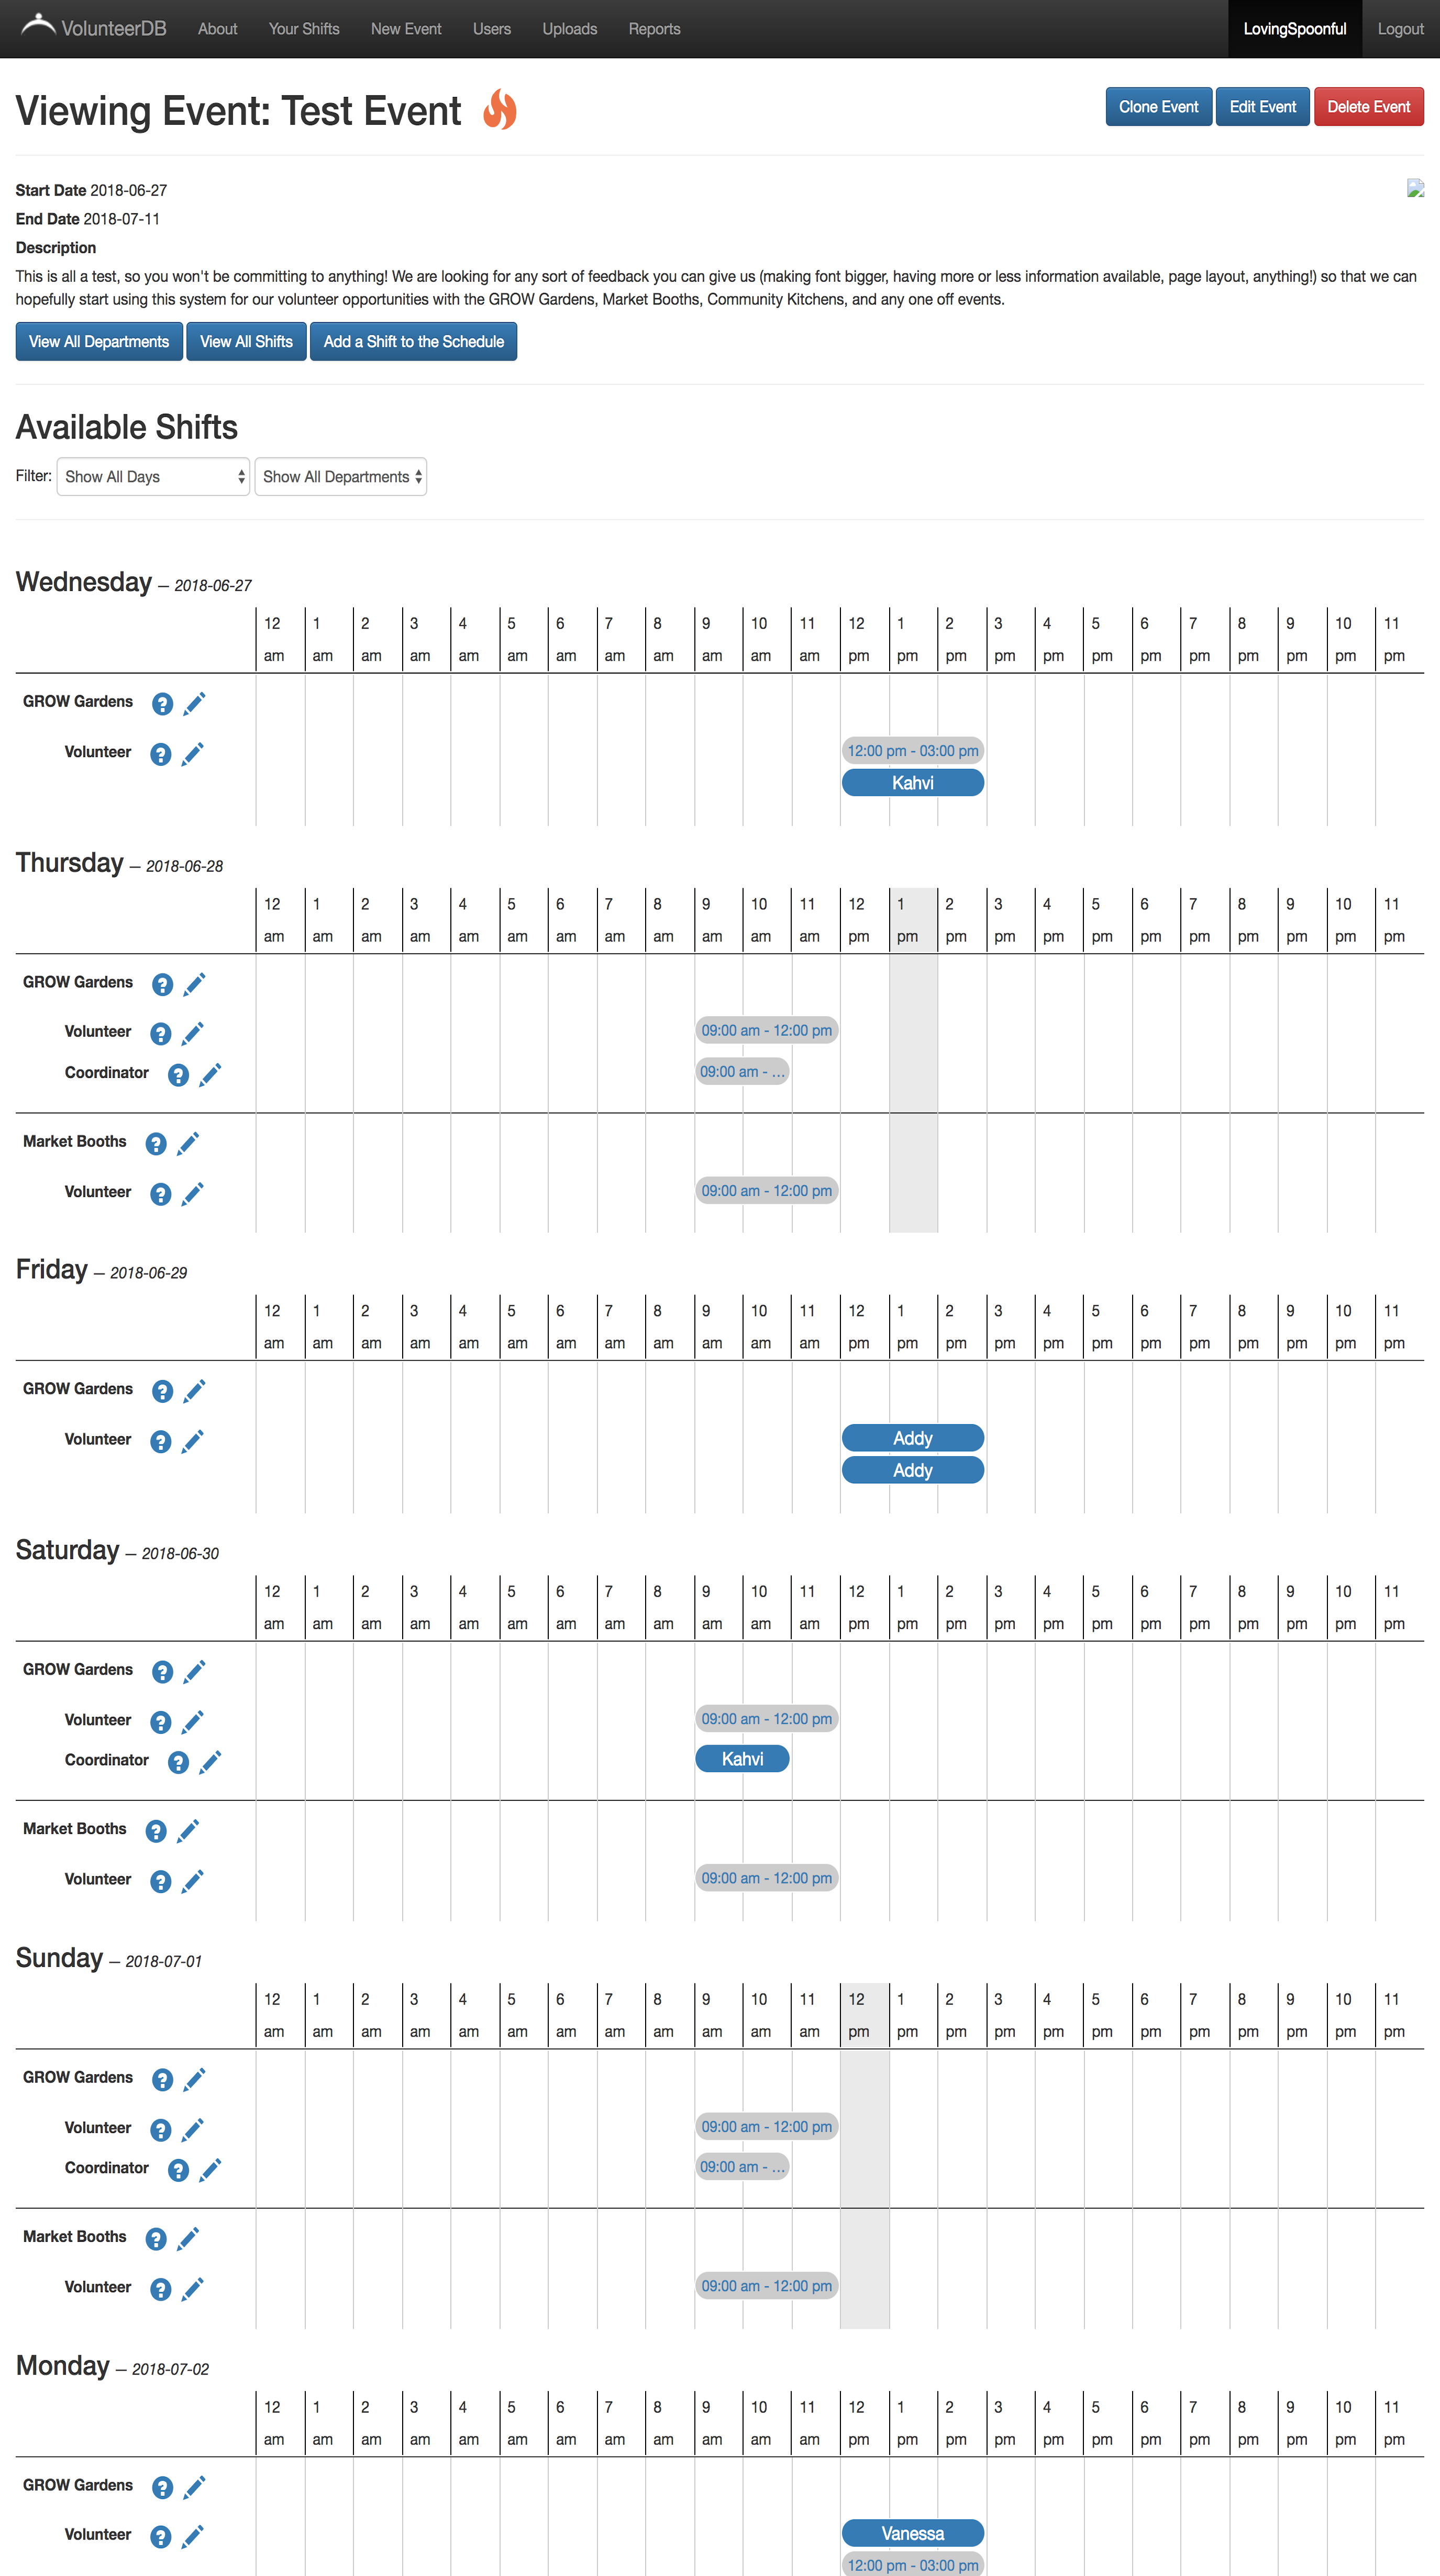 VolunteerDB About Your Shifts New Event Users Uploads Reports LovingSpoonful Logout
Viewing Event: Test Event Clone Event Edit Event Delete Event
Start Date 2018-06-27
End Date 2018-07-11
Description
This is all a test, so you won't be committing to anything! We are looking for any sort of feedback you can give us (making font bigger, having more or less information available, page layout, anything!) so that we can
hopefully start using this system for our volunteer opportunities with the GROW Gardens, Market Booths, Community Kitchens, and any one off events.
View All Departments View All Shifts Add a Shift to the Schedule
Available Shifts
Filter: Show All Days Show All Departments
Wednesday — 2018-06-27
12 1 2 3 4 5 6 7 8 9 10 11 12 1 2 3 4 5 6 7 8 9 10 11
am am am am am am am am am am am am pm pm pm pm pm pm pm pm pm pm pm pm
GROW Gardens ?
Volunteer ? 12:00 pm - 03:00 pm
Kahvi
Thursday — 2018-06-28
12 1 2 3 4 5 6 7 8 9 10 11 12 1 2 3 4 5 6 7 8 9 10 11
am am am am am am am am am am am am pm pm pm pm pm pm pm pm pm pm pm pm
GROW Gardens ?
Volunteer ? 09:00 am - 12:00 pm
Coordinator ? 09:00 am - ...
Market Booths ?
Volunteer ? 09:00 am - 12:00 pm
Friday — 2018-06-29
12 1 2 3 4 5 6 7 8 9 10 11 12 1 2 3 4 5 6 7 8 9 10 11
am am am am am am am am am am am am pm pm pm pm pm pm pm pm pm pm pm pm
GROW Gardens ?
Volunteer ? Addy
Addy
Saturday — 2018-06-30
12 1 2 3 4 5 6 7 8 9 10 11 12 1 2 3 4 5 6 7 8 9 10 11
am am am am am am am am am am am am pm pm pm pm pm pm pm pm pm pm pm pm
GROW Gardens ?
Volunteer ? 09:00 am - 12:00 pm
Coordinator ? Kahvi
Market Booths ?
Volunteer ? 09:00 am - 12:00 pm
Sunday — 2018-07-01
12 1 2 3 4 5 6 7 8 9 10 11 12 1 2 3 4 5 6 7 8 9 10 11
am am am am am am am am am am am am pm pm pm pm pm pm pm pm pm pm pm pm
GROW Gardens ?
Volunteer ? 09:00 am - 12:00 pm
Coordinator ? 09:00 am - ...
Market Booths ?
Volunteer ? 09:00 am - 12:00 pm
Monday — 2018-07-02
12 1 2 3 4 5 6 7 8 9 10 11 12 1 2 3 4 5 6 7 8 9 10 11
am am am am am am am am am am am am pm pm pm pm pm pm pm pm pm pm pm pm
GROW Gardens ?
Volunteer ? Vanessa
12:00 pm - 03:00 pm